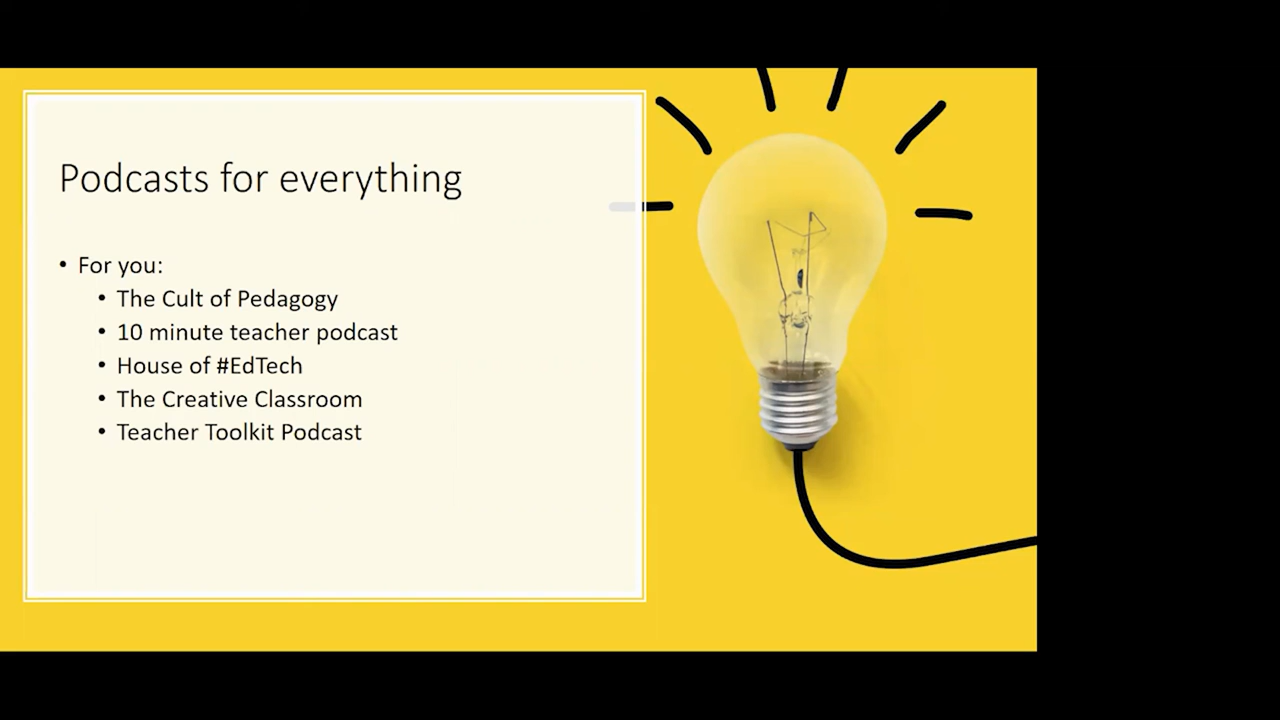 Podcasts for everything
• For you:
• The Cult of Pedagogy
• 10 minute teacher podcast
• House of #EdTech
• The Creative Classroom
• Teacher Toolkit Podcast